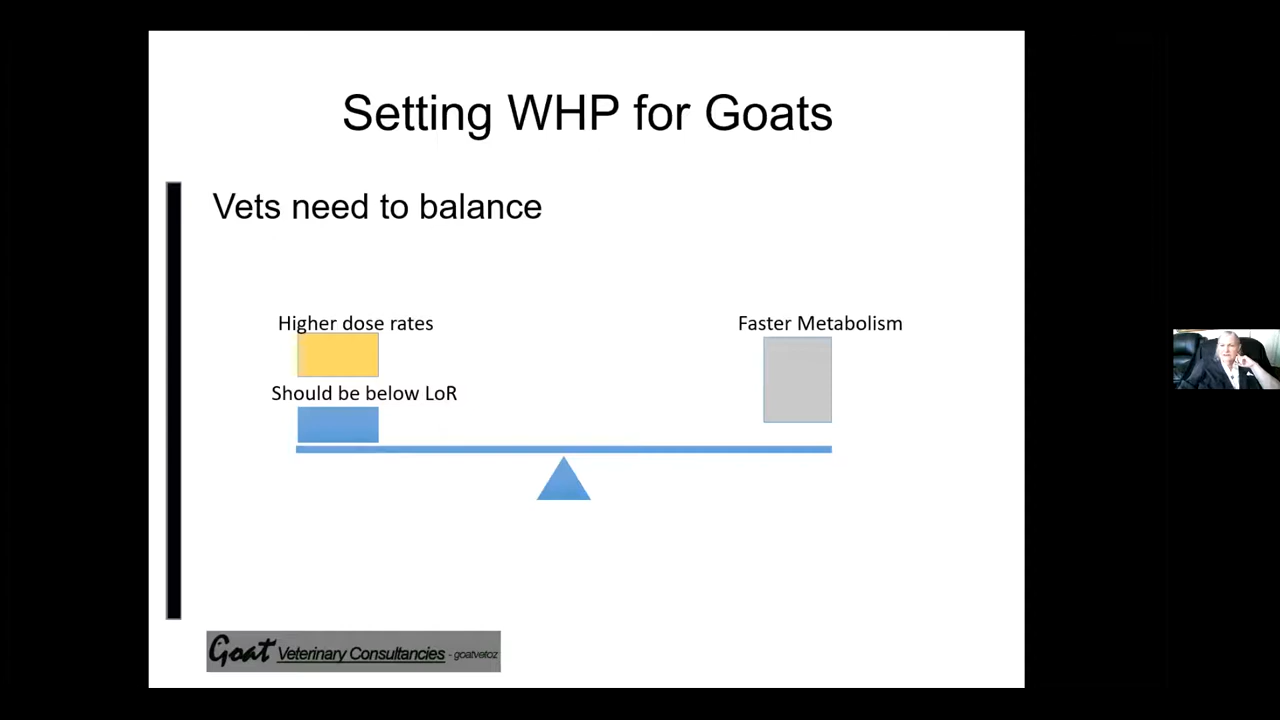 Setting WHP for Goats
Vets need to balance
Higher dose rates
Faster Metabolism
Should be below LoR
Goat Veterinary Consultancies - goatvetoz